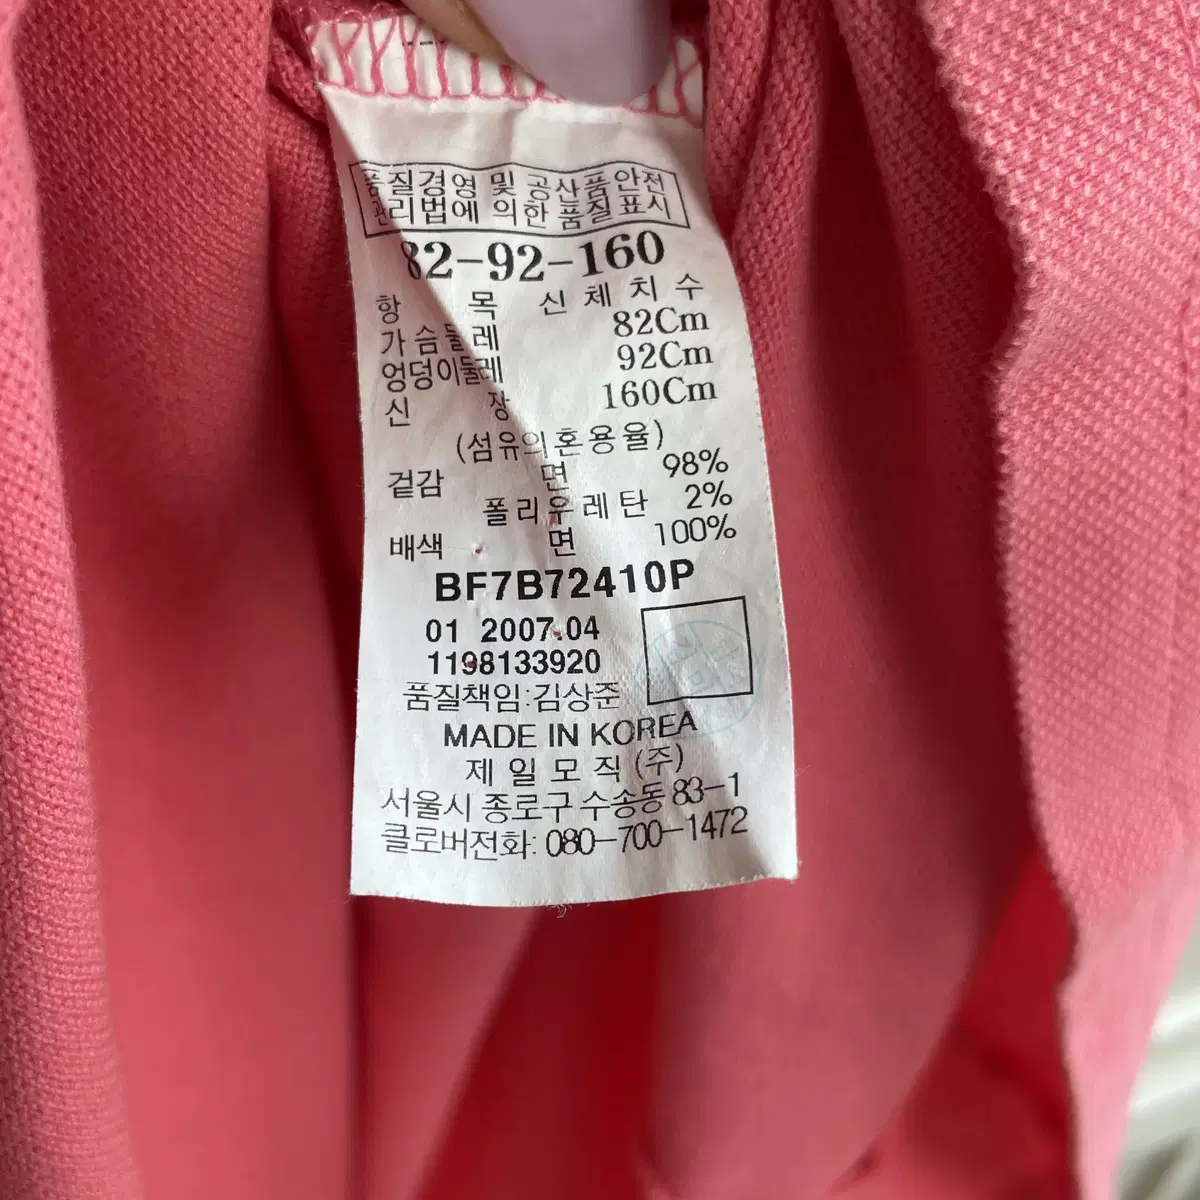 품질경영 및 공산품안전
관리법에 의한 품질표시
82-92-160
항 목 신 체 치 수
가 슴 둘 레 82Cm
엉덩이둘레 92Cm
신 장 160Cm
(섬유의혼용율)
겉감 면 98%
폴리우레탄 2%
배색 면 100%
BF7B72410P
01 2007.04
1198133920
품질책임:김상준
MADE IN KOREA
제 일 모 직 (주)
서울시 종로구 수송동 83-1
클로버전화: 080-700-1472